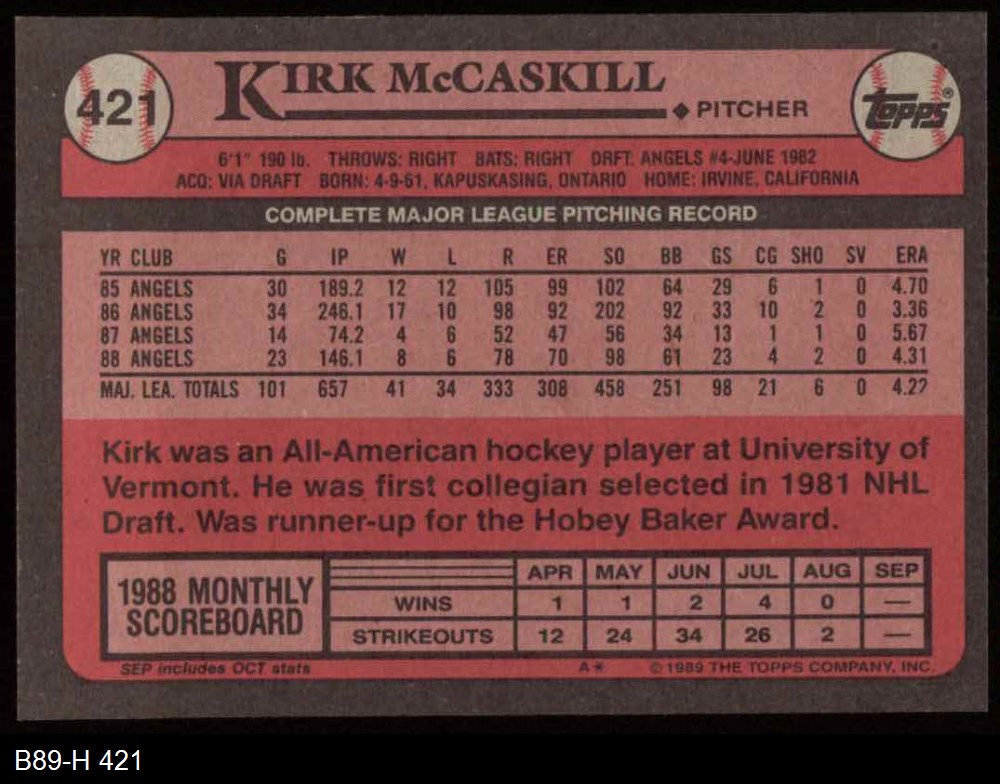 421
KIRK McCASKILL
◆ PITCHER
Topps®
6'1" 190 lb. THROWS: RIGHT BATS: RIGHT DRFT: ANGELS #4-JUNE 1982
ACQ: VIA DRAFT BORN: 4-9-61, KAPUSKASING, ONTARIO HOME: IRVINE, CALIFORNIA
COMPLETE MAJOR LEAGUE PITCHING RECORD
YR CLUB G IP W L R ER SO BB GS CG SHO SV ERA
85 ANGELS 30 189.2 12 12 105 99 102 64 29 6 1 0 4.70
86 ANGELS 34 246.1 17 10 98 92 202 92 33 10 2 0 3.36
87 ANGELS 14 74.2 4 6 52 47 56 34 13 1 1 0 5.67
88 ANGELS 23 146.1 8 6 78 70 98 61 23 4 2 0 4.31
MAJ. LEA. TOTALS 101 657 41 34 333 308 458 251 98 21 6 0 4.22
Kirk was an All-American hockey player at University of
Vermont. He was first collegian selected in 1981 NHL
Draft. Was runner-up for the Hobey Baker Award.
1988 MONTHLY
SCOREBOARD
APR MAY JUN JUL AUG SEP
WINS 1 1 2 4 0 —
STRIKEOUTS 12 24 34 26 2 —
SEP includes OCT stats A* © 1989 THE TOPPS COMPANY, INC.
B89-H 421